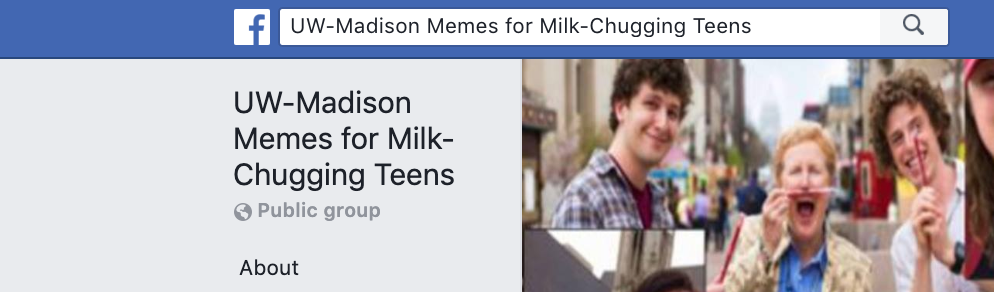 UW-Madison Memes for Milk-Chugging Teens
UW-Madison
Memes for Milk-
Chugging Teens
Public group
About